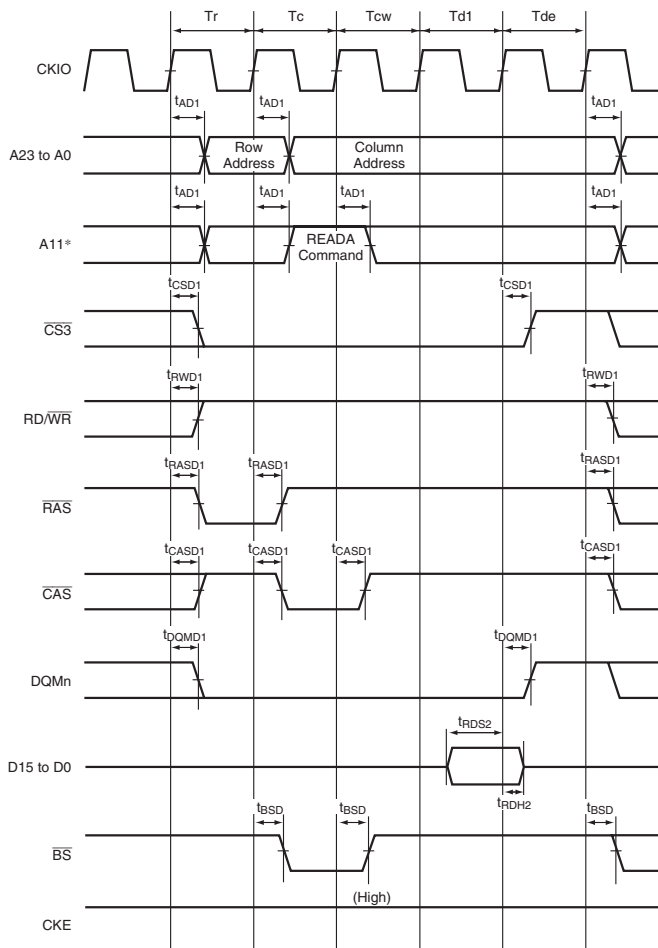 Tr Tc Tcw Td1 Tde
CKIO
tAD1 tAD1 tAD1
A23 to A0
Row Address
Column Address
tAD1 tAD1 tAD1 tAD1
A11*
READA Command
tCSD1 tCSD1
CS3
tRWD1 tRWD1
RD/WR
tRASD1 tRASD1 tRASD1
RAS
tCASD1 tCASD1 tCASD1 tCASD1
CAS
tDQMD1 tDQMD1
DQMn
tRDS2
D15 to D0
tRDH2
tBSD tBSD tBSD
BS
(High)
CKE